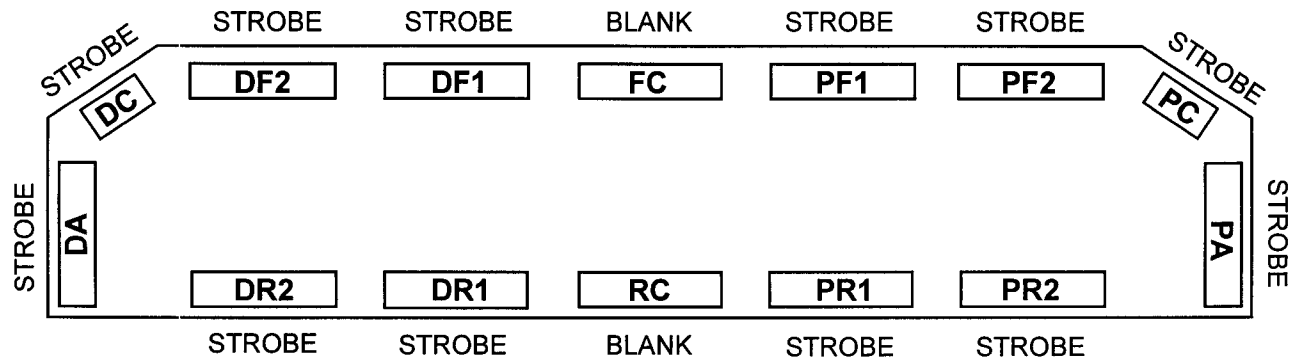 STROBE STROBE BLANK STROBE STROBE
STROBE STROBE
DC DF2 DF1 FC PF1 PF2 PC
STROBE DA PA STROBE
DR2 DR1 RC PR1 PR2
STROBE STROBE BLANK STROBE STROBE